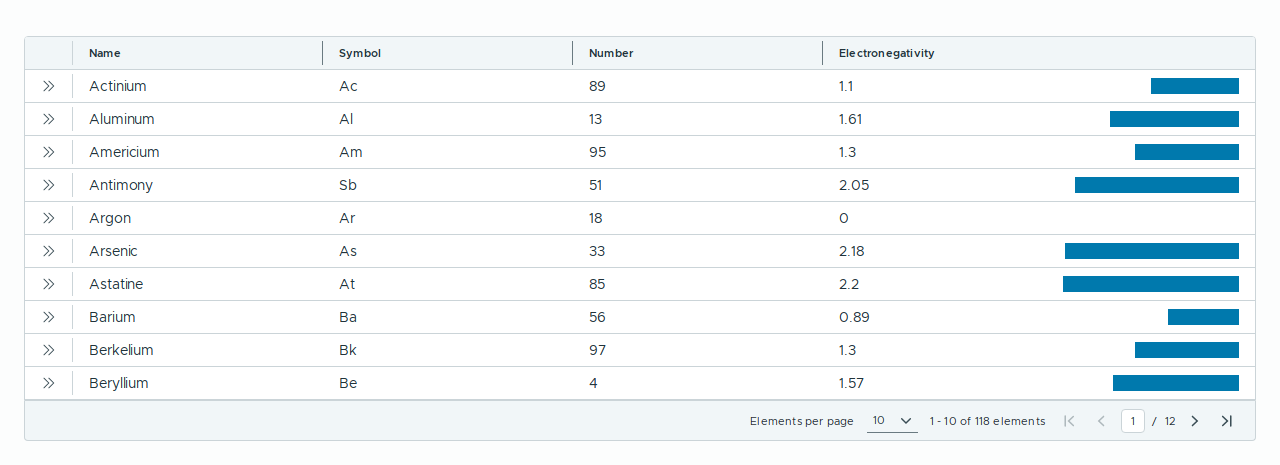 Name Symbol Number Electronegativity
Actinium Ac 89 1.1
Aluminum Al 13 1.61
Americium Am 95 1.3
Antimony Sb 51 2.05
Argon Ar 18 0
Arsenic As 33 2.18
Astatine At 85 2.2
Barium Ba 56 0.89
Berkelium Bk 97 1.3
Beryllium Be 4 1.57
Elements per page 10 1 - 10 of 118 elements 1 / 12